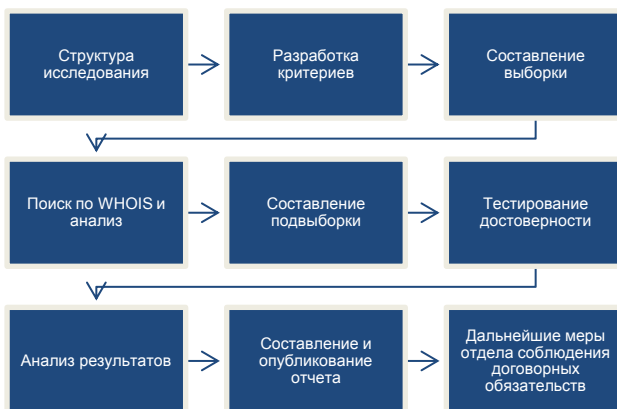 Структура
исследования
Разработка
критериев
Составление
выборки
Поиск по WHOIS и
анализ
Составление
подвыборки
Тестирование
достоверности
Анализ результатов
Составление и
опубликование
отчета
Дальнейшие меры
отдела соблюдения
договорных
обязательств